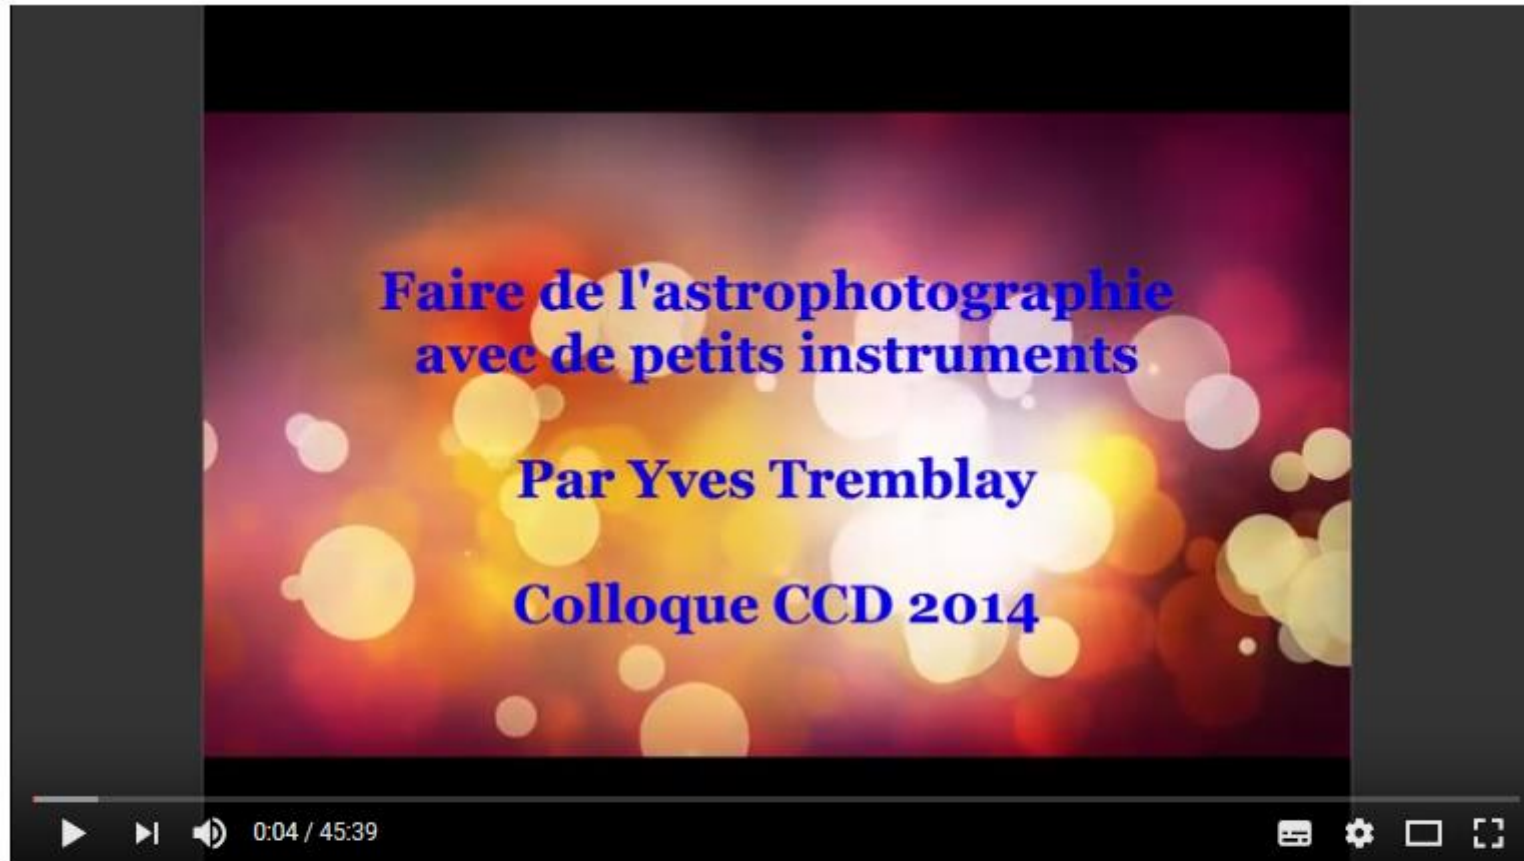 Faire de l'astrophotographie
avec de petits instruments
Par Yves Tremblay
Colloque CCD 2014
0:04 / 45:39